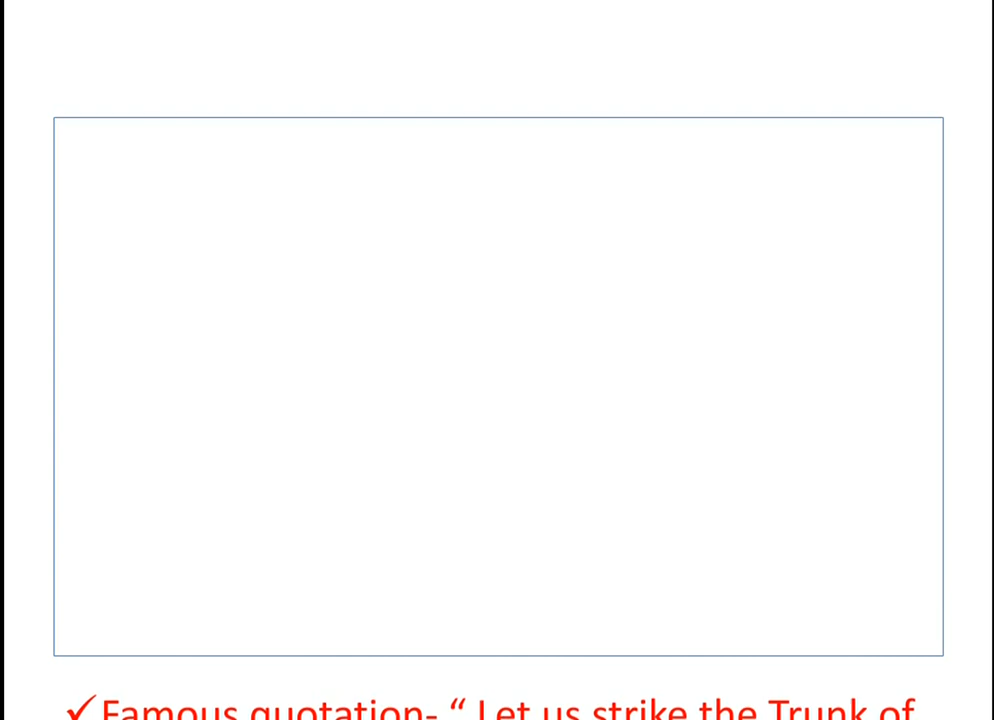 ✓Famous quotation- “ Let us strike the Trunk of